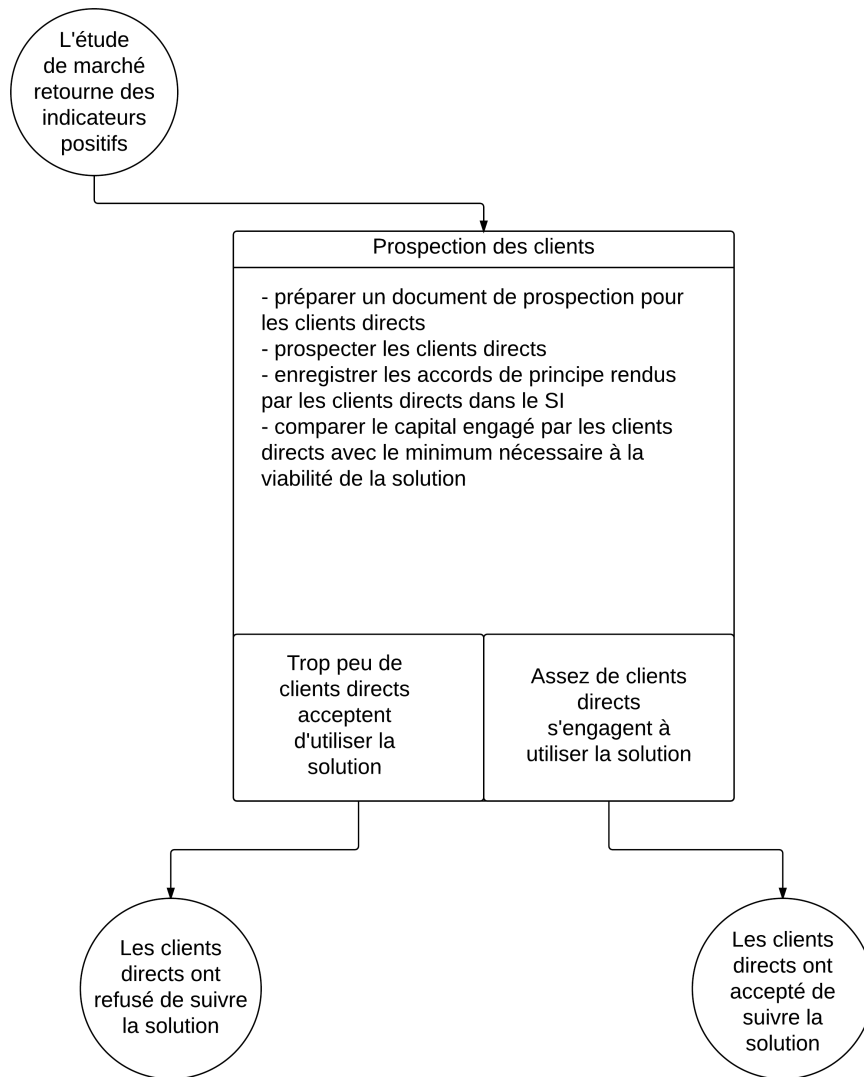 L'étude
de marché
retourne des
indicateurs
positifs
Prospection des clients
- préparer un document de prospection pour
les clients directs
- prospecter les clients directs
- enregistrer les accords de principe rendus
par les clients directs dans le SI
- comparer le capital engagé par les clients
directs avec le minimum nécessaire à la
viabilité de la solution
Trop peu de
clients directs
acceptent
d'utiliser la
solution
Assez de clients
directs
s'engagent à
utiliser la solution
Les clients
directs ont
refusé de suivre
la solution
Les clients
directs ont
accepté de
suivre la
solution